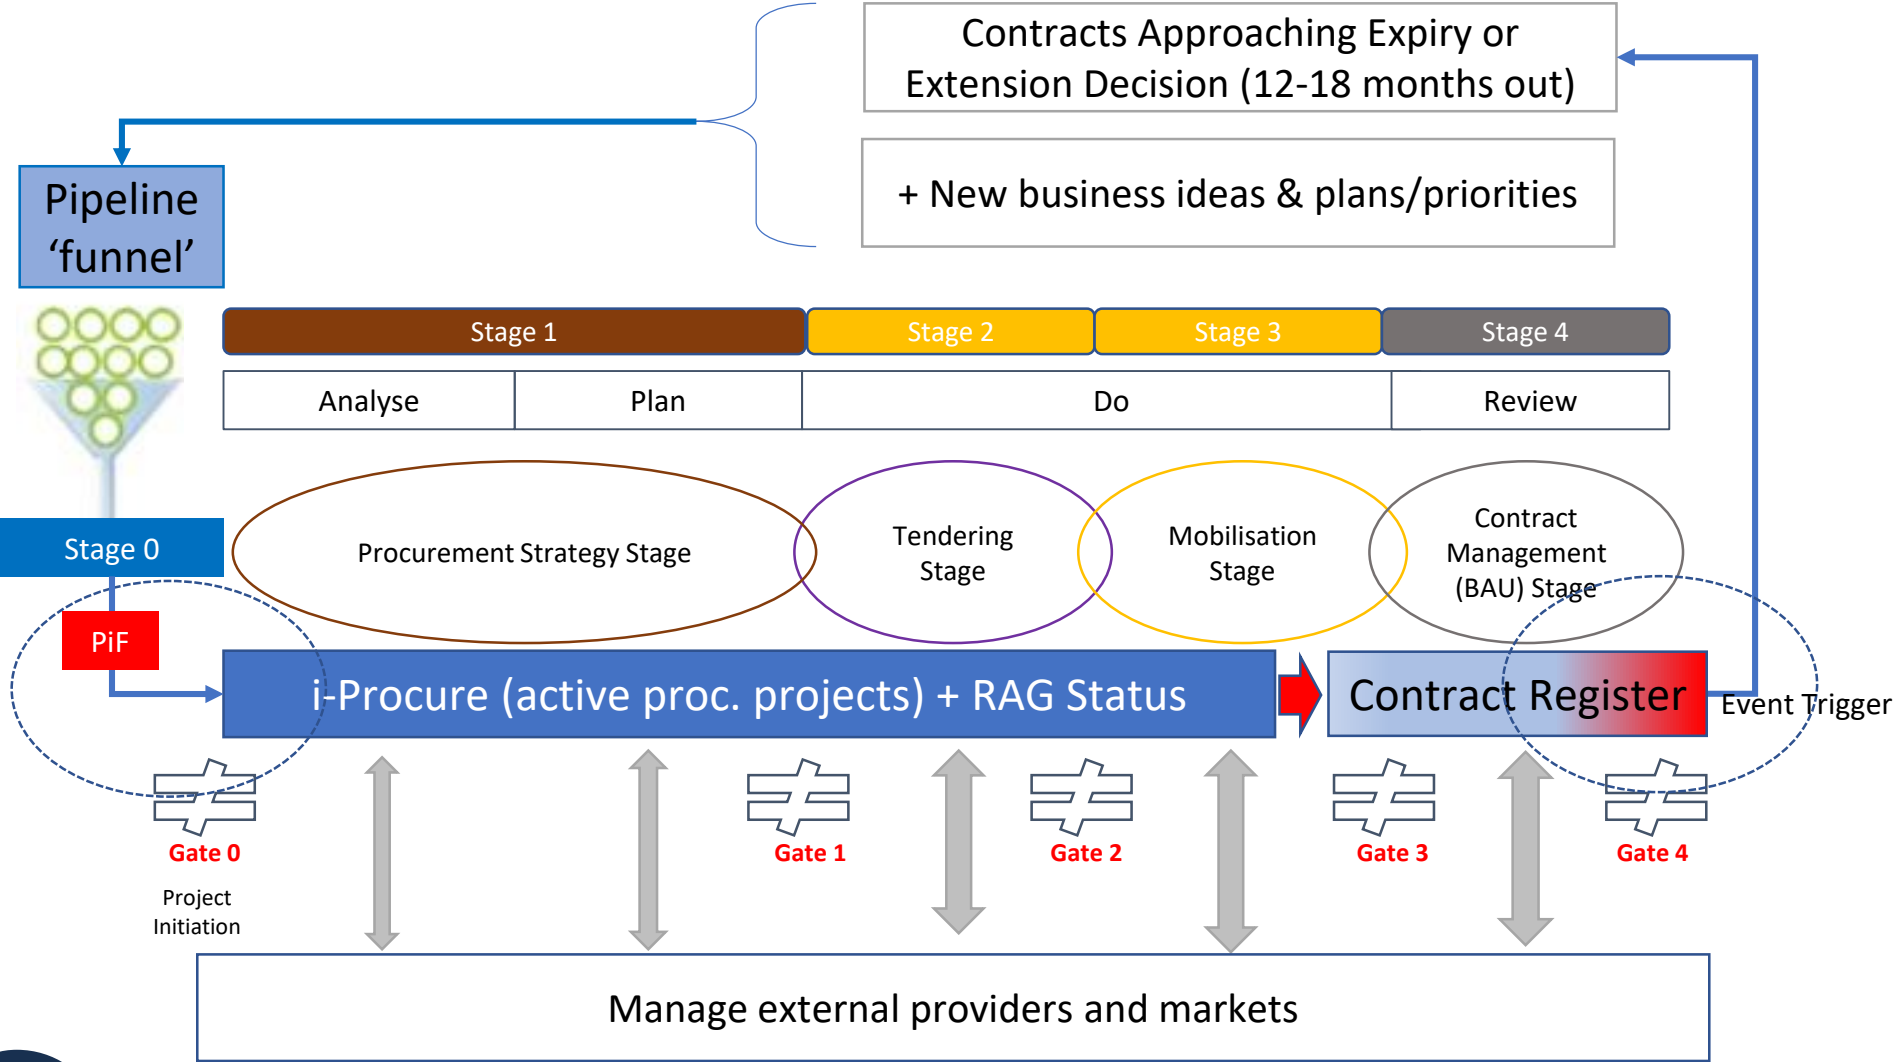 Contracts Approaching Expiry or
Extension Decision (12-18 months out)
+ New business ideas & plans/priorities
Pipeline
‘funnel’
Stage 1
Stage 2
Stage 3
Stage 4
Analyse
Plan
Do
Review
Stage 0
Procurement Strategy Stage
Tendering
Stage
Mobilisation
Stage
Contract
Management
(BAU) Stage
PiF
i-Procure (active proc. projects) + RAG Status
Contract Register
Event Trigger
Gate 0
Gate 1
Gate 2
Gate 3
Gate 4
Project
Initiation
Manage external providers and markets